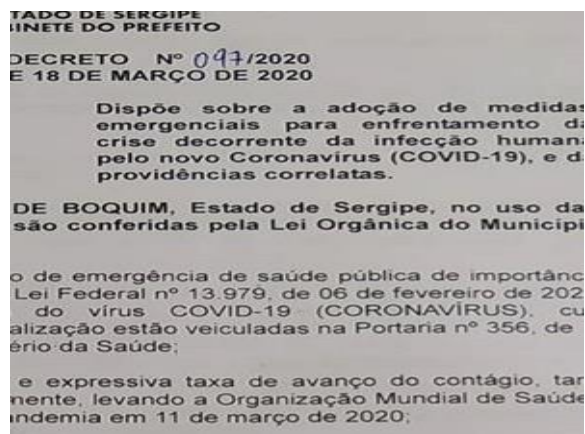 TADO DE SERGIPE
BINETE DO PREFEITO
DECRETO Nº 097/2020
E 18 DE MARÇO DE 2020
Dispõe sobre a adoção de medidas
emergenciais para enfrentamento da
crise decorrente da infecção humana
pelo novo Coronavírus (COVID-19), e d
providências correlatas.
DE BOQUIM, Estado de Sergipe, no uso da
são conferidas pela Lei Orgânica do Municípi
o de emergência de saúde pública de importânc
Lei Federal nº 13.979, de 06 de fevereiro de 202
do vírus COVID-19 (CORONAVÍRUS), cu
alização estão veiculadas na Portaria nº 356, de
ério da Saúde;
e expressiva taxa de avanço do contágio, tan
mente, levando a Organização Mundial de Saúde
andemia em 11 de março de 2020;